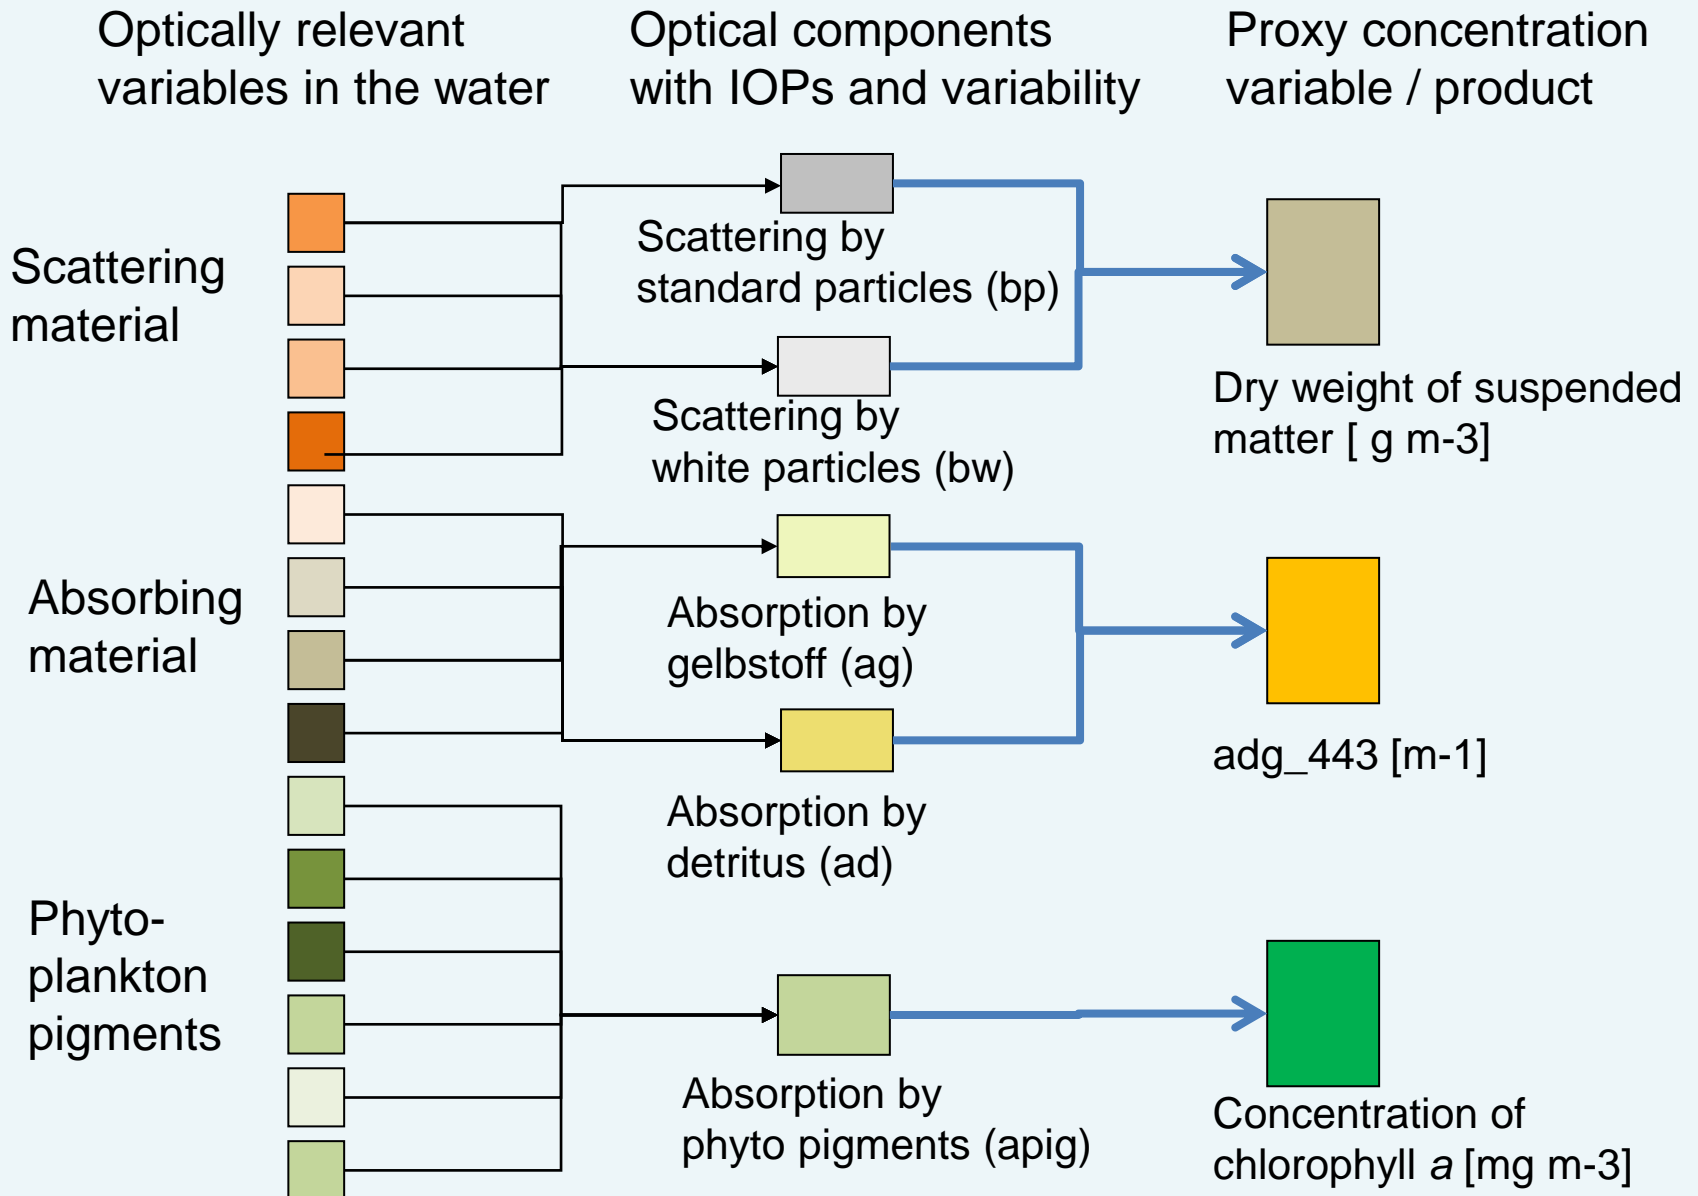 Optically relevant
variables in the water
Optical components
with IOPs and variability
Proxy concentration
variable / product
Scattering
material
Absorbing
material
Phyto-
plankton
pigments
Scattering by
standard particles (bp)
Scattering by
white particles (bw)
Absorption by
gelbstoff (ag)
Absorption by
detritus (ad)
Absorption by
phyto pigments (apig)
Dry weight of suspended
matter [ g m-3]
adg_443 [m-1]
Concentration of
chlorophyll a [mg m-3]